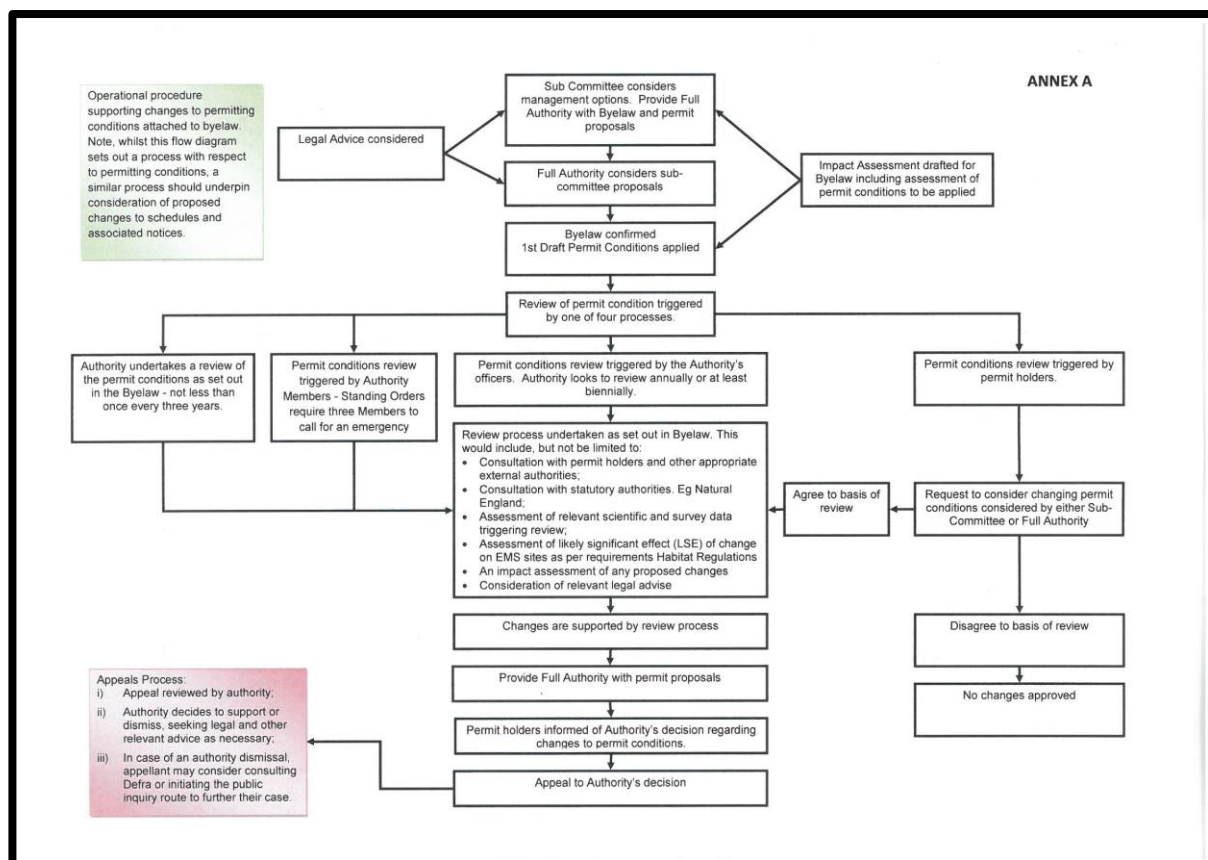 ANNEX A
Operational procedure
supporting changes to permitting
conditions attached to byelaw.
Note, whilst this flow diagram
sets out a process with respect
to permitting conditions, a
similar process should underpin
consideration of proposed
changes to schedules and
associated notices.
Sub Committee considers
management options. Provide Full
Authority with Byelaw and permit
proposals
Legal Advice considered
Full Authority considers sub-
committee proposals
Impact Assessment drafted for
Byelaw including assessment of
permit conditions to be applied
Byelaw confirmed
1st Draft Permit Conditions applied
Review of permit condition triggered
by one of four processes.
Authority undertakes a review of
the permit conditions as set out
in the Byelaw - not less than
once every three years.
Permit conditions review
triggered by Authority
Members - Standing Orders
require three Members to
call for an emergency
Permit conditions review triggered by the Authority's
officers. Authority looks to review annually or at least
biennially.
Permit conditions review triggered by
permit holders.
Review process undertaken as set out in Byelaw. This
would include, but not be limited to:
• Consultation with permit holders and other appropriate
external authorities;
• Consultation with statutory authorities. Eg Natural
England;
• Assessment of relevant scientific and survey data
triggering review;
• Assessment of likely significant effect (LSE) of change
on EMS sites as per requirements Habitat Regulations
• An impact assessment of any proposed changes
• Consideration of relevant legal advise
Agree to basis of
review
Request to consider changing permit
conditions considered by either Sub-
Committee or Full Authority
Changes are supported by review process
Disagree to basis of review
Provide Full Authority with permit proposals
No changes approved
Permit holders informed of Authority's decision regarding
changes to permit conditions.
Appeal to Authority's decision
Appeals Process:
i) Appeal reviewed by authority;
ii) Authority decides to support or
dismiss, seeking legal and other
relevant advice as necessary;
iii) In case of an authority dismissal,
appellant may consider consulting
Defra or initiating the public
inquiry route to further their case.